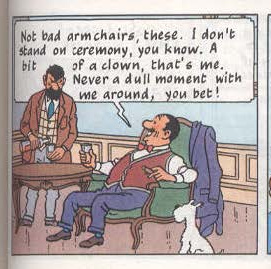 Not bad armchairs, these. I don't
stand on ceremony, you know. A
bit of a clown, that's me.
Never a dull moment with
me around, you bet!